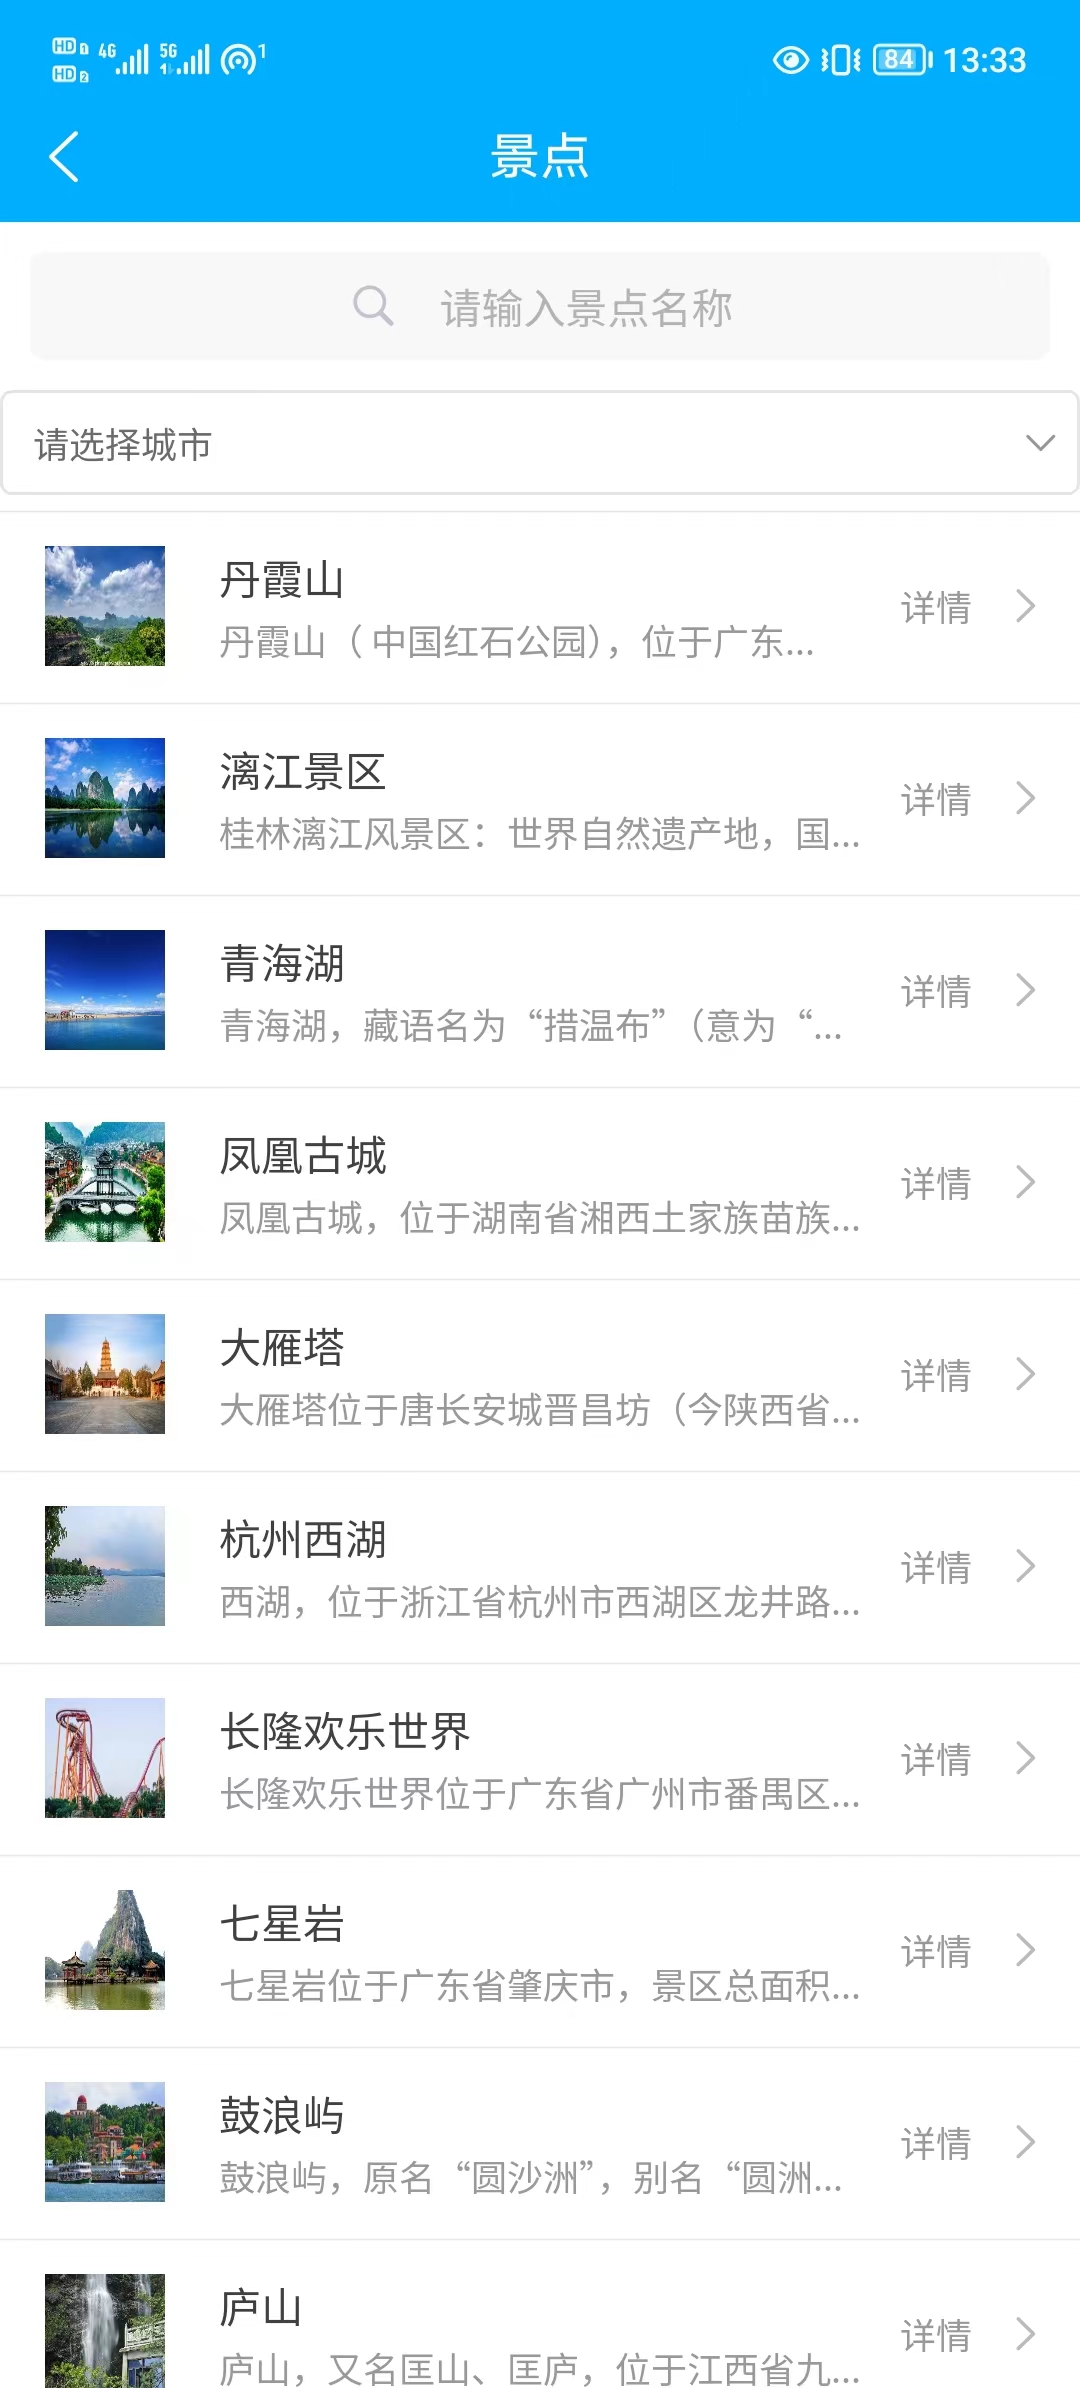 HD 1 4G 5G 1
HD 2 84 13:33
景点
请输入景点名称
请选择城市
丹霞山
丹霞山（ 中国红石公园），位于广东...
详情
漓江景区
桂林漓江风景区：世界自然遗产地，国...
详情
青海湖
青海湖，藏语名为“措温布”（意为“...
详情
凤凰古城
凤凰古城，位于湖南省湘西土家族苗族...
详情
大雁塔
大雁塔位于唐长安城晋昌坊（今陕西省...
详情
杭州西湖
西湖，位于浙江省杭州市西湖区龙井路...
详情
长隆欢乐世界
长隆欢乐世界位于广东省广州市番禺区...
详情
七星岩
七星岩位于广东省肇庆市，景区总面积...
详情
鼓浪屿
鼓浪屿，原名“圆沙洲”，别名“圆洲...
详情
庐山
庐山，又名匡山、匡庐，位于江西省九...
详情